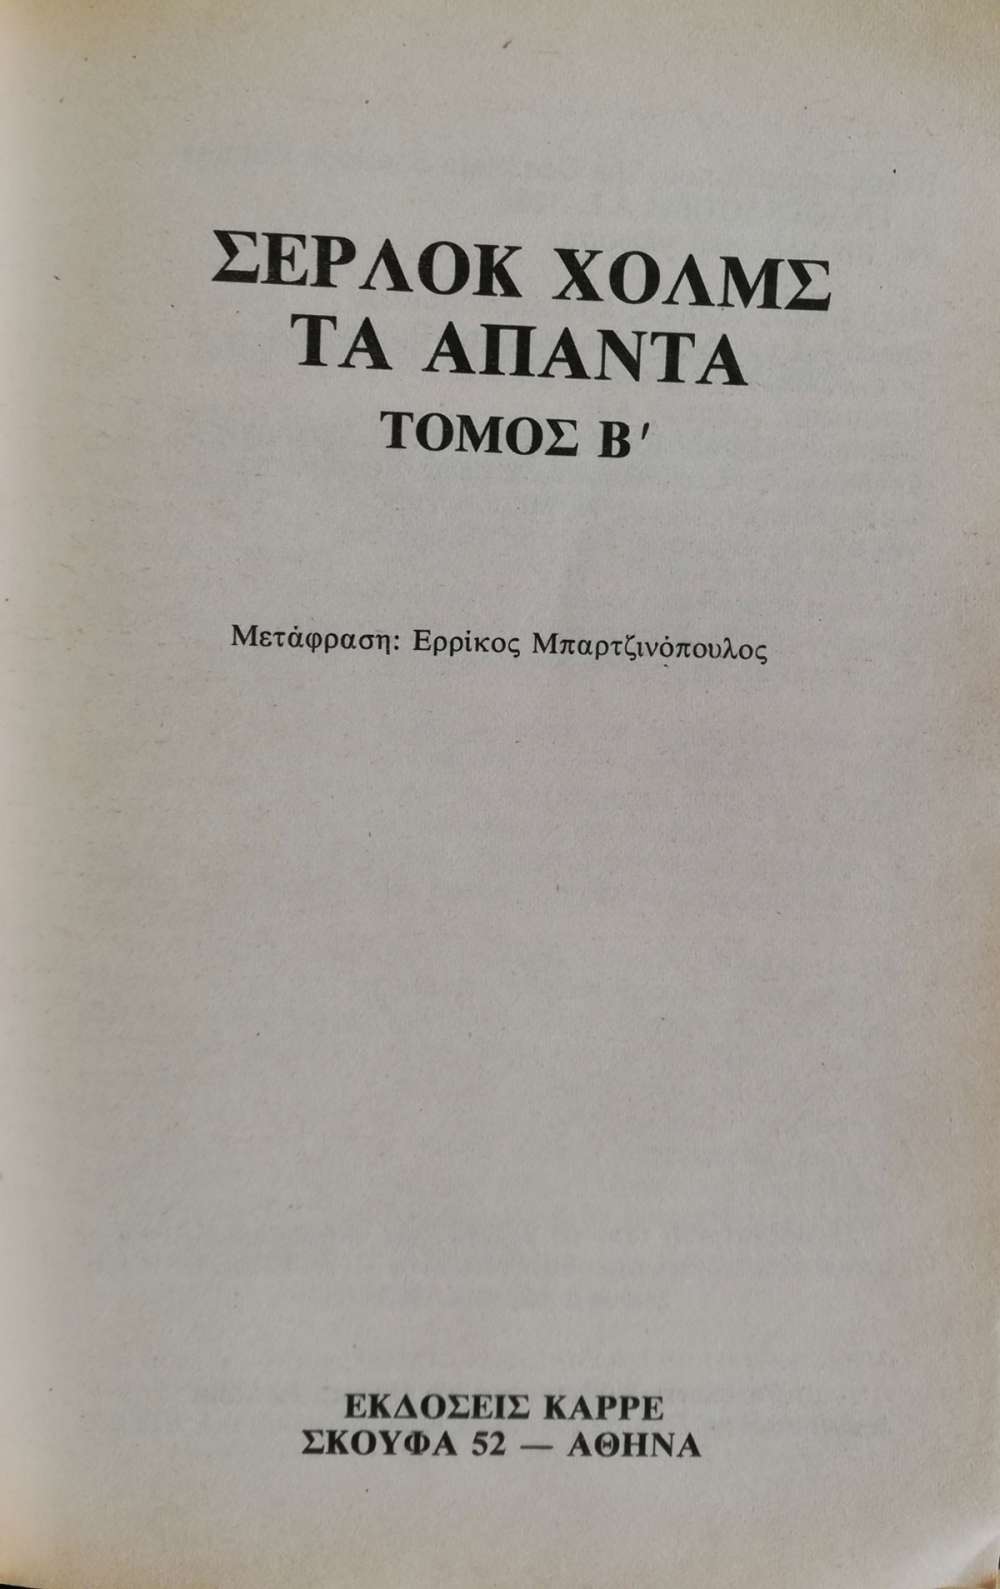 ΣΕΡΛΟΚ ΧΟΛΜΣ
ΤΑ ΑΠΑΝΤΑ
ΤΟΜΟΣ Β'
Μετάφραση: Ερρίκος Μπαρτζινόπουλος
ΕΚΔΟΣΕΙΣ ΚΑΡΡΕ
ΣΚΟΥΦΑ 52 — ΑΘΗΝΑ